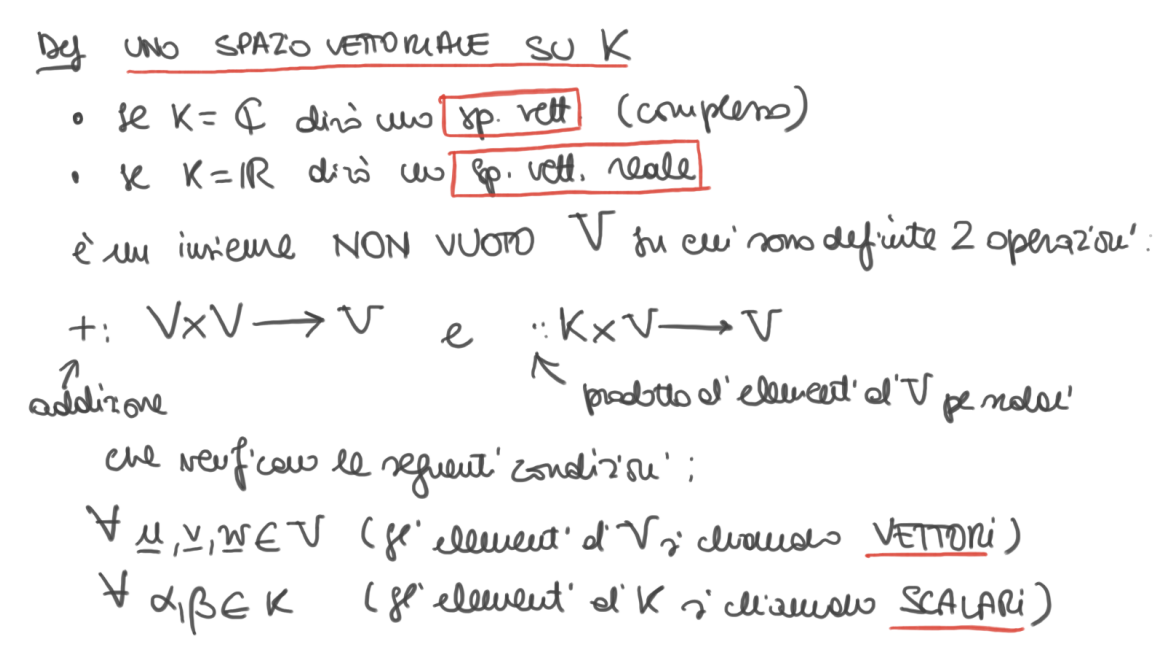 Def UNO SPAZIO VETTORIALE SU K
• se K = ℂ dirò uno sp. vett (complesso)
• se K = ℝ dirò uno sp. vett. reale
è un insieme NON VUOTO V su cui sono definite 2 operazioni:
+: V×V → V e ·: K×V → V
addizione prodotto di elementi di V per scalari
che verificano le seguenti condizioni:
∀ u, v, w ∈ V (gli elementi di V si chiamano VETTORI)
∀ α, β ∈ K (gli elementi di K si chiamano SCALARI)